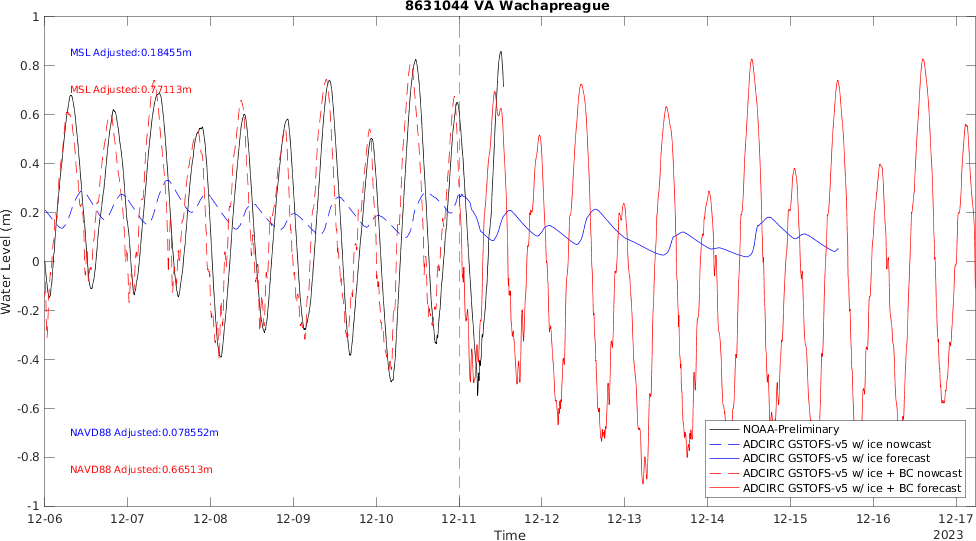 8631044 VA Wachapreague
MSL Adjusted:0.18455m
MSL Adjusted:0.77113m
NAVD88 Adjusted:0.078552m
NAVD88 Adjusted:0.66513m
Water Level (m)
1
0.8
0.6
0.4
0.2
0
-0.2
-0.4
-0.6
-0.8
-1
NOAA-Preliminary
ADCIRC GSTOFS-v5 w/ ice nowcast
ADCIRC GSTOFS-v5 w/ ice forecast
ADCIRC GSTOFS-v5 w/ ice + BC nowcast
ADCIRC GSTOFS-v5 w/ ice + BC forecast
12-06 12-07 12-08 12-09 12-10 12-11 12-12 12-13 12-14 12-15 12-16 12-17
Time
2023